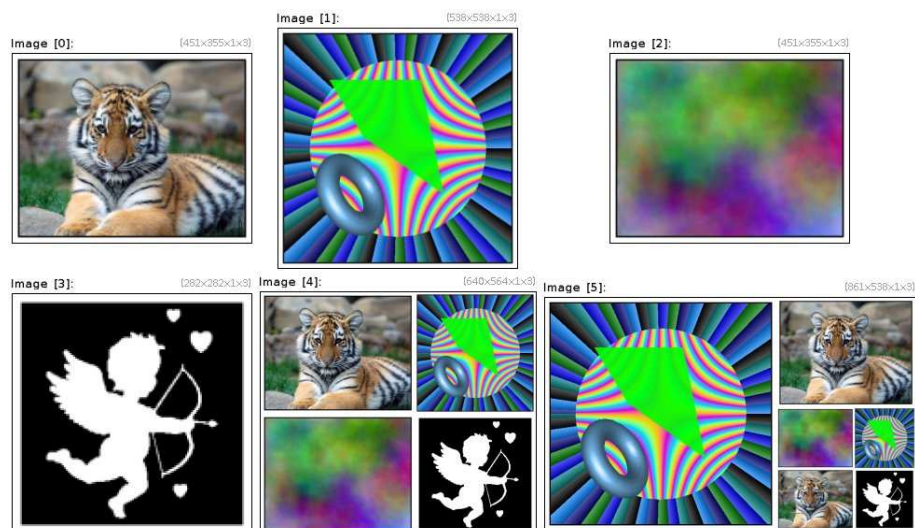 Image [0]: (451x355x1x3)
Image [1]: (538x538x1x3)
Image [2]: (451x355x1x3)
Image [3]: (282x282x1x3)
Image [4]: (640x564x1x3)
Image [5]: (861x538x1x3)